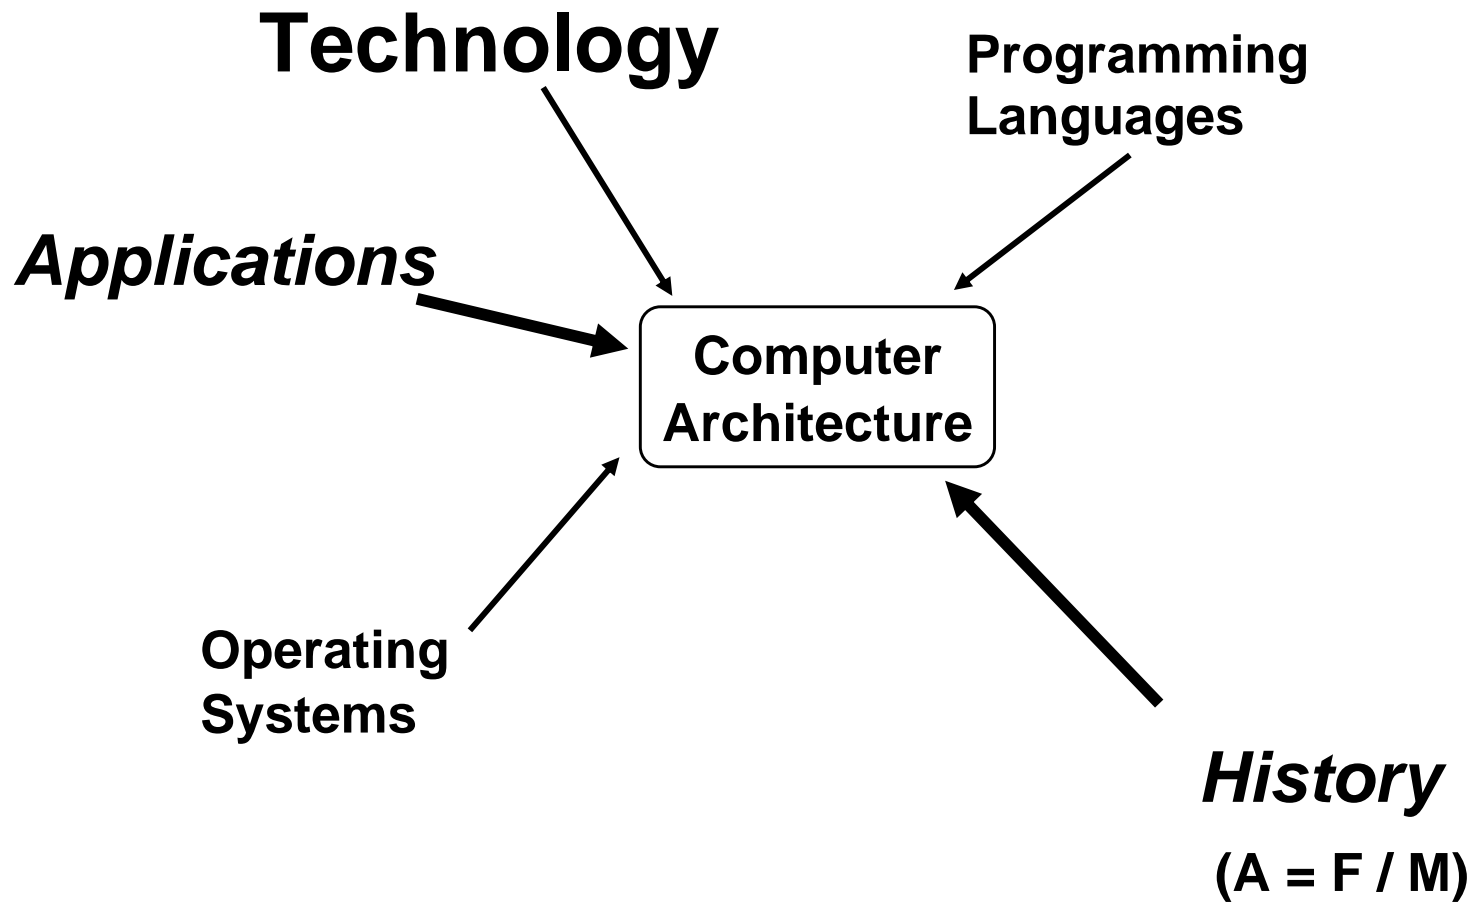 Technology
Programming
Languages
Applications
Computer
Architecture
Operating
Systems
History
(A = F / M)